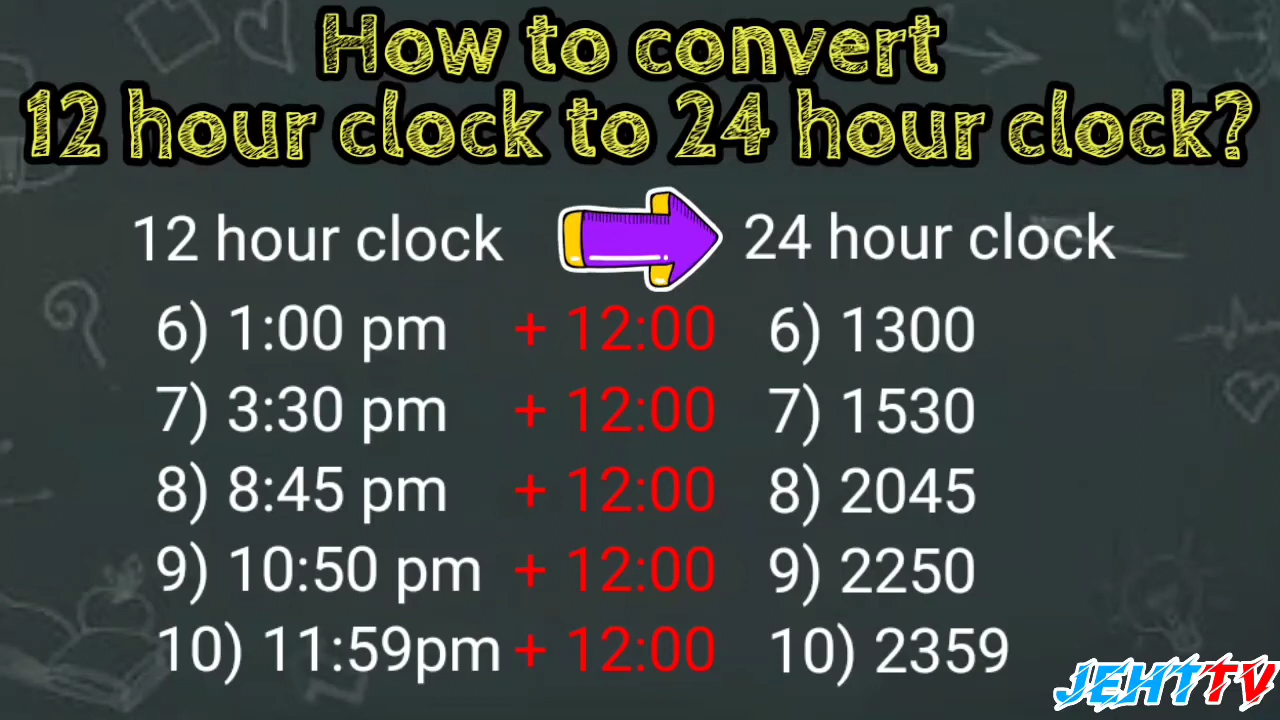 How to convert
12 hour clock to 24 hour clock?
12 hour clock 24 hour clock
6) 1:00 pm + 12:00 6) 1300
7) 3:30 pm + 12:00 7) 1530
8) 8:45 pm + 12:00 8) 2045
9) 10:50 pm + 12:00 9) 2250
10) 11:59pm + 12:00 10) 2359
JEHTTV